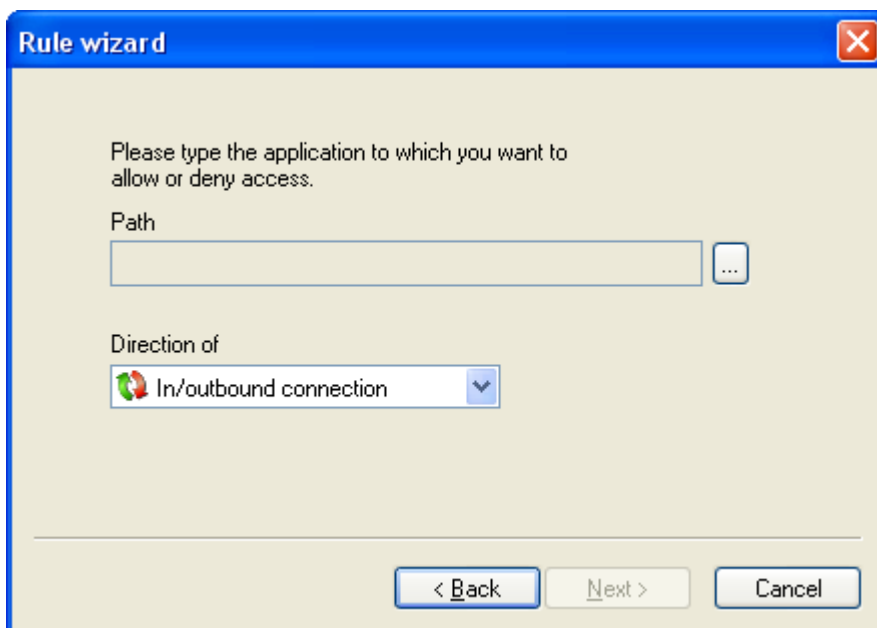 Rule wizard
Please type the application to which you want to
allow or deny access.
Path
...
Direction of
In/outbound connection
< Back
Next >
Cancel